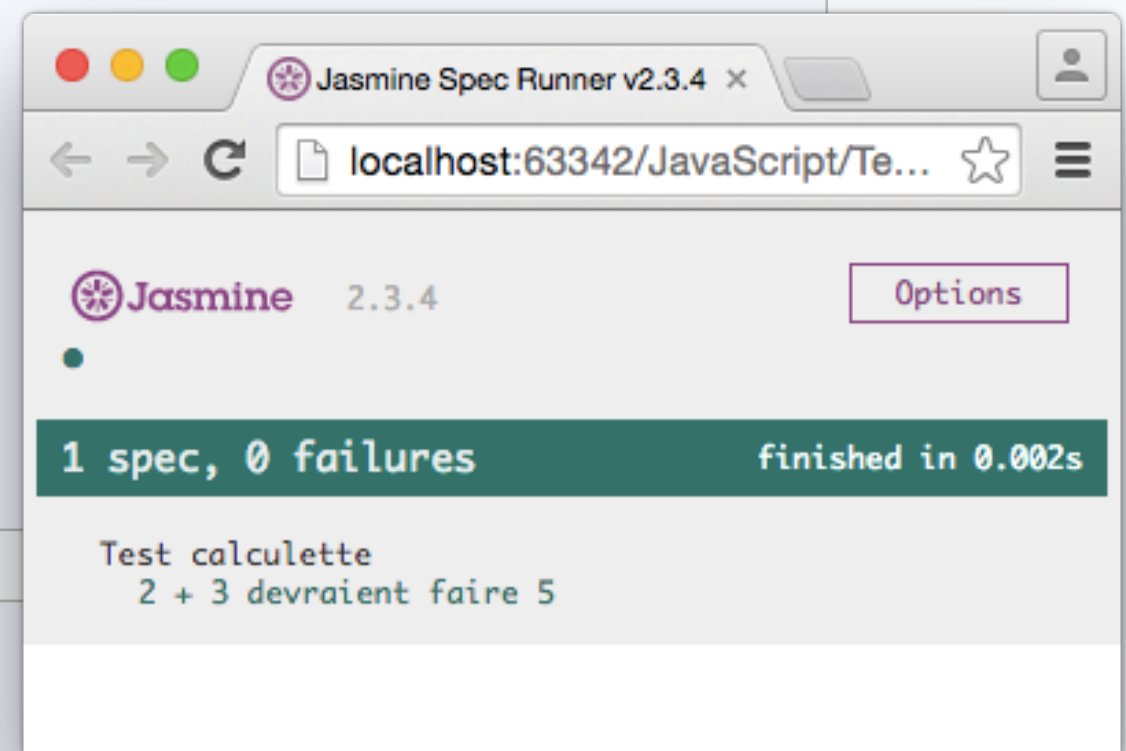 Jasmine Spec Runner v2.3.4
localhost:63342/JavaScript/Te...
Jasmine 2.3.4 Options
1 spec, 0 failures finished in 0.002s
Test calculette
2 + 3 devraient faire 5